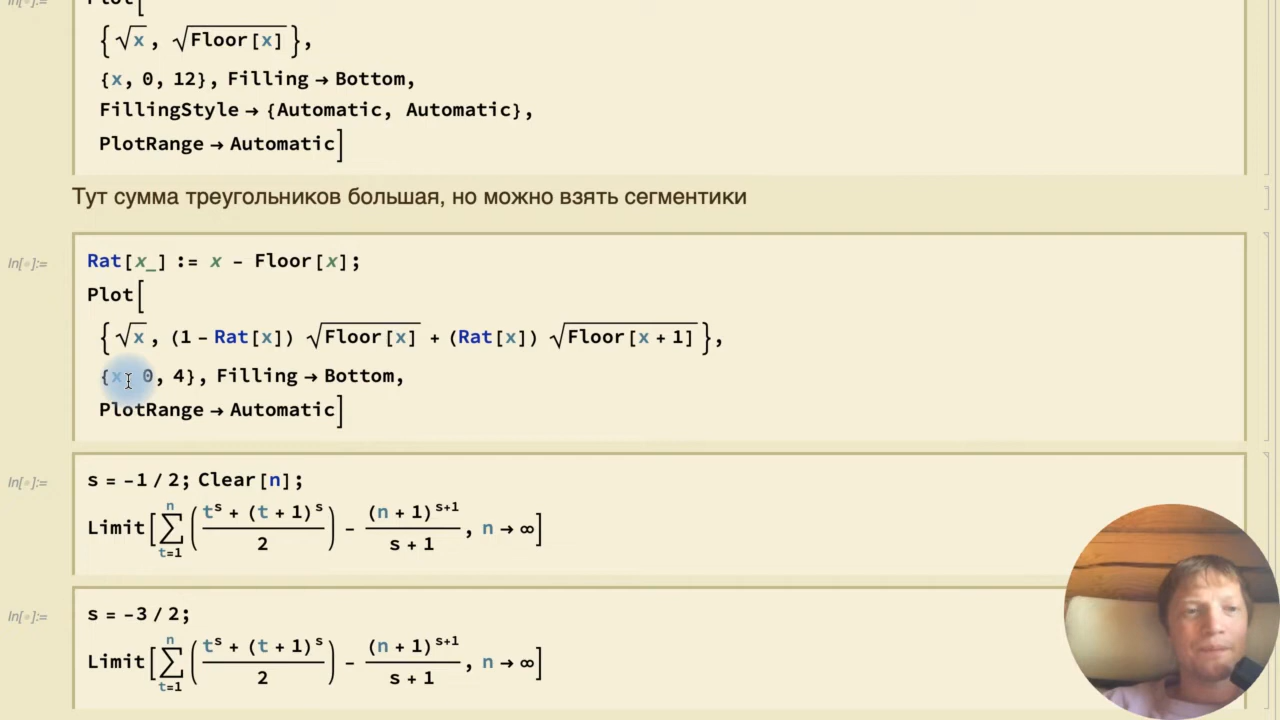 In[◦]:= Plot[
{√x, √Floor[x]},
{x, 0, 12}, Filling → Bottom,
FillingStyle → {Automatic, Automatic},
PlotRange → Automatic]
Тут сумма треугольников большая, но можно взять сегментики
In[◦]:= Rat[x_] := x - Floor[x];
Plot[
{√x, (1 - Rat[x]) √Floor[x] + (Rat[x]) √Floor[x + 1]},
{x, 0, 4}, Filling → Bottom,
PlotRange → Automatic]
In[◦]:= s = -1 / 2; Clear[n];
Limit[∑_{t=1}^{n} ((t^s + (t + 1)^s)/2) - (n + 1)^{s+1}/(s + 1), n → ∞]
In[◦]:= s = -3 / 2;
Limit[∑_{t=1}^{n} ((t^s + (t + 1)^s)/2) - (n + 1)^{s+1}/(s + 1), n → ∞]